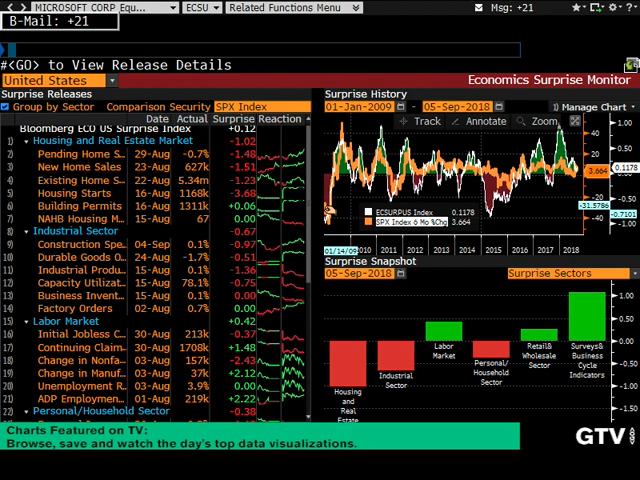 MICROSOFT CORP Equ...
ECSU
Related Functions Menu
Msg: +21
B-Mail: +21
#<GO> to View Release Details
United States
Economics Surprise Monitor
Surprise Releases
Group by Sector
Comparison Security
SPX Index
Date Actual Surprise Reaction
Bloomberg ECO US Surprise Index +0.12
1) Housing and Real Estate Market -1.02
2) Pending Home S... 29-Aug -0.7% -1.48
3) New Home Sales 23-Aug 627k -1.51
4) Existing Home S... 22-Aug 5.34m -1.23
5) Housing Starts 16-Aug 1168k -3.68
6) Building Permits 16-Aug 1311k +0.06
7) NAHB Housing M... 15-Aug 67 0.00
8) Industrial Sector -0.67
9) Construction Spe... 04-Sep 0.1% -0.97
10) Durable Goods O... 24-Aug -1.7% -0.51
11) Industrial Produ... 15-Aug 0.1% -1.36
12) Capacity Utilizat... 15-Aug 78.1% -0.75
13) Business Invent... 15-Aug 0.1% 0.00
14) Factory Orders 02-Aug 0.7% 0.00
15) Labor Market +0.42
16) Initial Jobless C... 30-Aug 213k -0.37
17) Continuing Claim... 30-Aug 1708k +1.48
18) Change in Nonfa... 03-Aug 157k -2.43
19) Change in Manuf... 03-Aug 37k +2.12
20) Unemployment R... 03-Aug 3.9% 0.00
21) ADP Employmen... 01-Aug 219k +2.22
22) Personal/Household Sector -0.38
Surprise History
01-Jan-2009 - 05-Sep-2018
1) Manage Chart
Track Annotate Zoom
40
20
-20
-40
3.664
-31.5786
1.00
0.50
0.1178
0.00
-0.50
-0.7101
ECSURPUS Index 0.1178
SPX Index 6 Mo %Chg 3.664
01/14/09 2010 2011 2012 2013 2014 2015 2016 2017 2018
Surprise Snapshot
05-Sep-2018
Surprise Sectors
1.00
0.50
0.00
-0.50
-1.00
-1.50
Housing and Real Estate
Industrial Sector
Labor Market
Personal/ Household Sector
Retail& Wholesale Sector
Surveys& Business Cycle Indicators
Charts Featured on TV:
Browse, save and watch the day's top data visualizations.
GTV